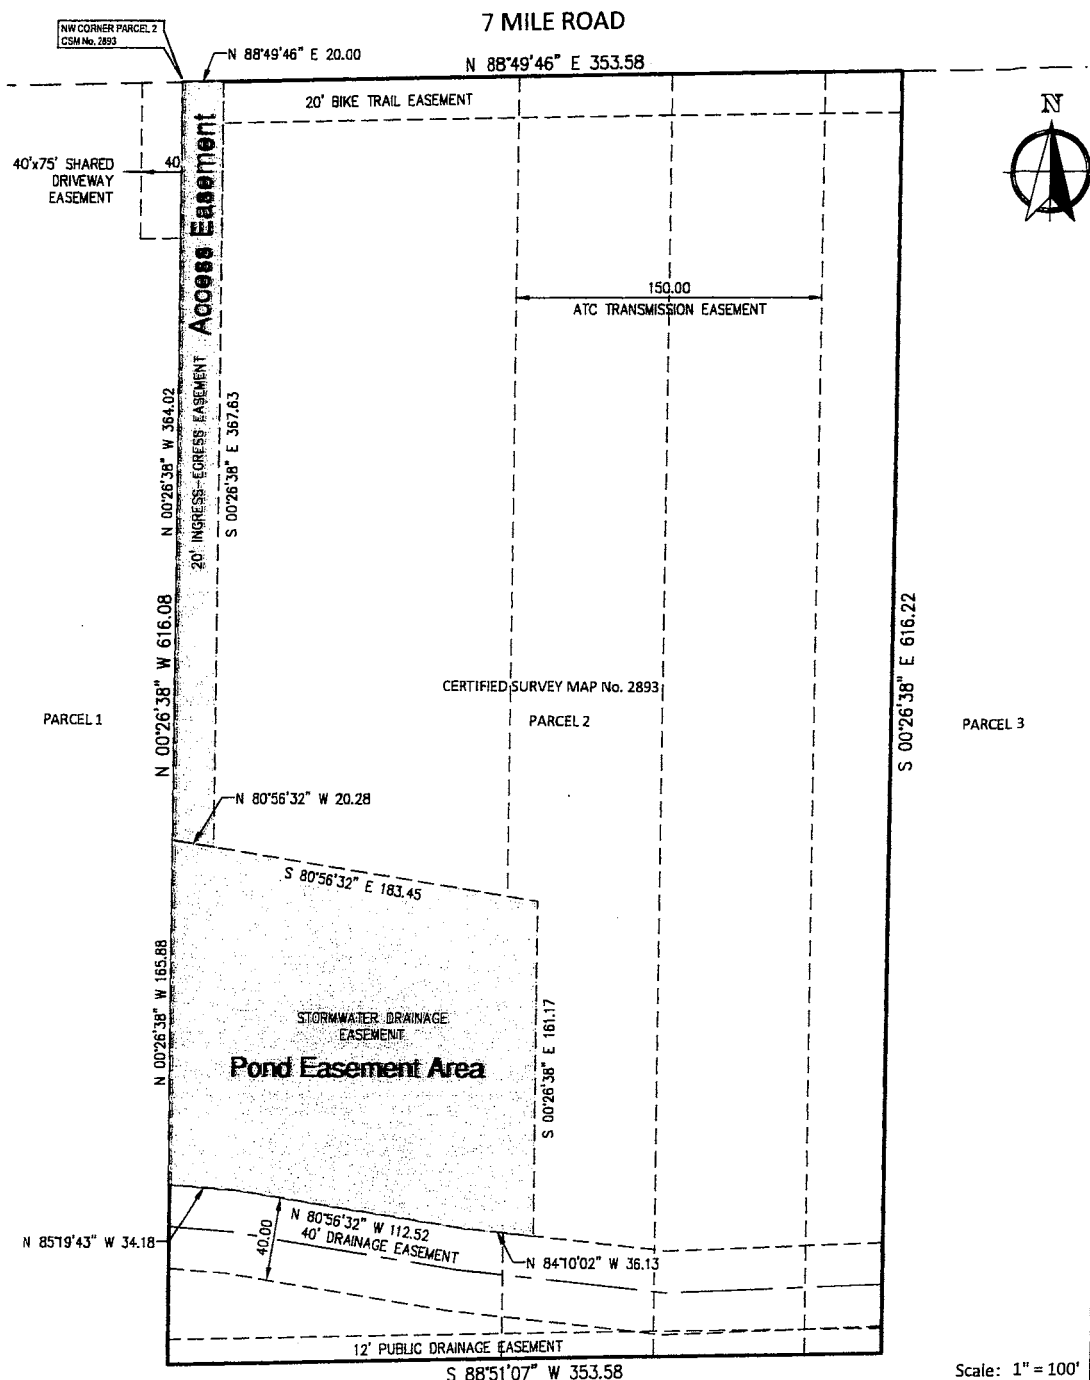 7 MILE ROAD
NW CORNER PARCEL 2
CSM No. 2893
N 88°49'46" E 20.00
N 88°49'46" E 353.58
20' BIKE TRAIL EASEMENT
N
40'x75' SHARED
DRIVEWAY
EASEMENT
40
Access Easement
20' INGRESS-EGRESS EASEMENT
N 00°26'38" W 364.02
S 00°26'38" E 367.63
150.00
ATC TRANSMISSION EASEMENT
N 00°26'38" W 616.08
S 00°26'38" E 616.22
CERTIFIED SURVEY MAP No. 2893
PARCEL 1
PARCEL 2
PARCEL 3
N 80°56'32" W 20.28
S 80°56'32" E 183.45
N 00°26'38" W 165.88
STORMWATER DRAINAGE
EASEMENT
Pond Easement Area
S 00°26'38" E 161.17
N 85°19'43" W 34.18
40.00
N 80°56'32" W 112.52
40' DRAINAGE EASEMENT
N 84°10'02" W 36.13
12' PUBLIC DRAINAGE EASEMENT
S 88°51'07" W 353.58
Scale: 1" = 100'